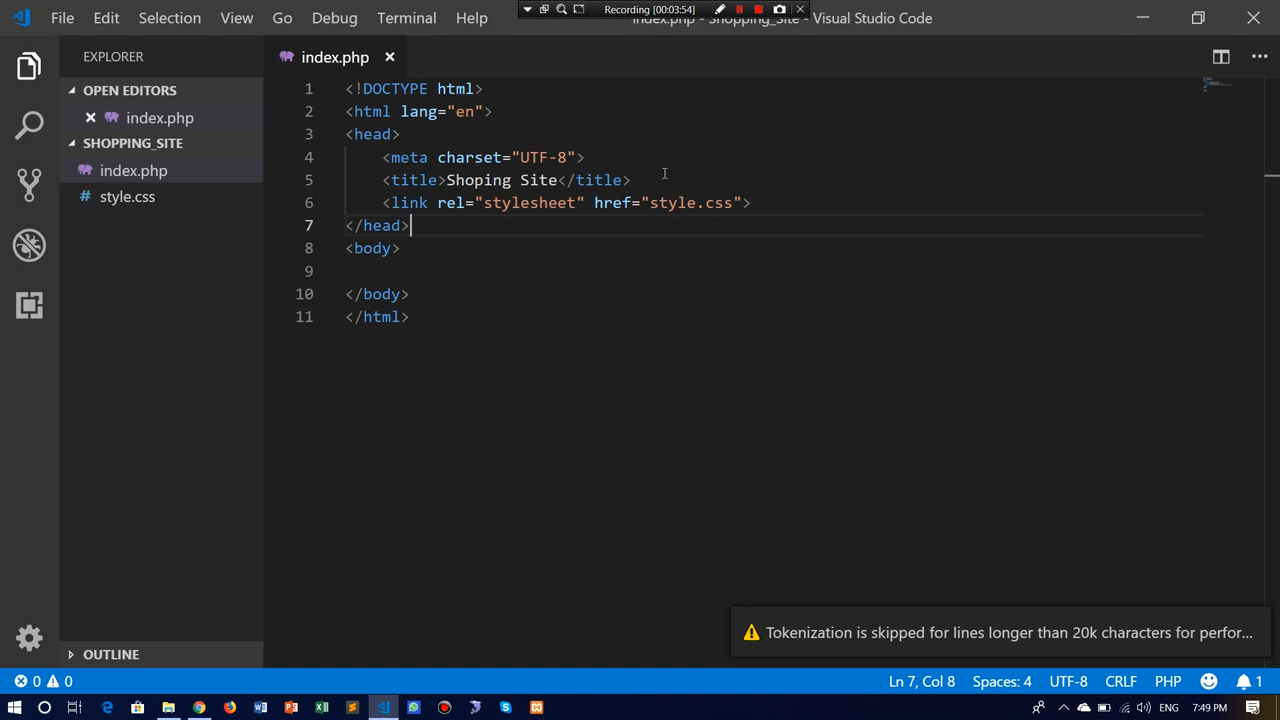 File Edit Selection View Go Debug Terminal Help
Recording [00:03:54]
index.php - Shopping_Site - Visual Studio Code
EXPLORER
OPEN EDITORS
index.php
SHOPPING_SITE
index.php
style.css
OUTLINE
index.php
1 <!DOCTYPE html>
2 <html lang="en">
3 <head>
4 <meta charset="UTF-8">
5 <title>Shoping Site</title>
6 <link rel="stylesheet" href="style.css">
7 </head>
8 <body>
9
10 </body>
11 </html>
Tokenization is skipped for lines longer than 20k characters for perfor...
0 0
Ln 7, Col 8 Spaces: 4 UTF-8 CRLF PHP 1
ENG 7:49 PM